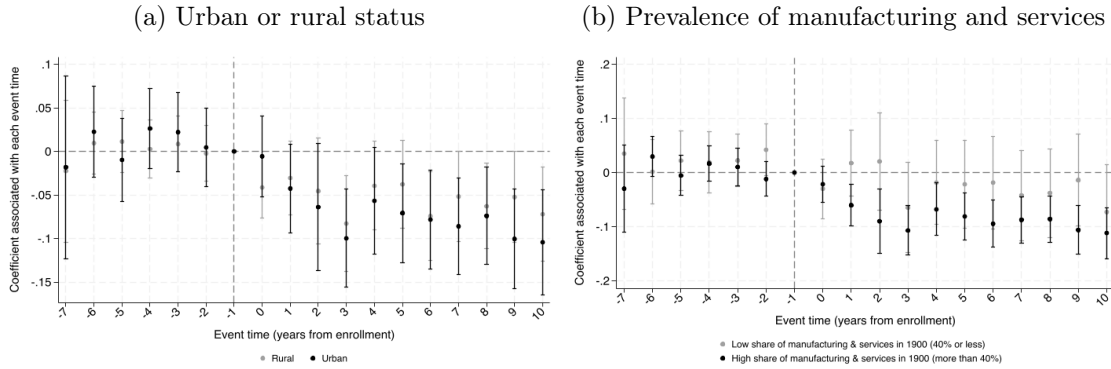 (a) Urban or rural status
Coefficient associated with each event time
.1
.05
0
-.05
-.1
-.15
-7 -6 -5 -4 -3 -2 -1 0 1 2 3 4 5 6 7 8 9 10
Event time (years from enrollment)
Rural Urban
(b) Prevalence of manufacturing and services
Coefficient associated with each event time
.2
.1
0
-.1
-.2
-7 -6 -5 -4 -3 -2 -1 0 1 2 3 4 5 6 7 8 9 10
Event time (years from enrollment)
Low share of manufacturing & services in 1900 (40% or less)
High share of manufacturing & services in 1900 (more than 40%)